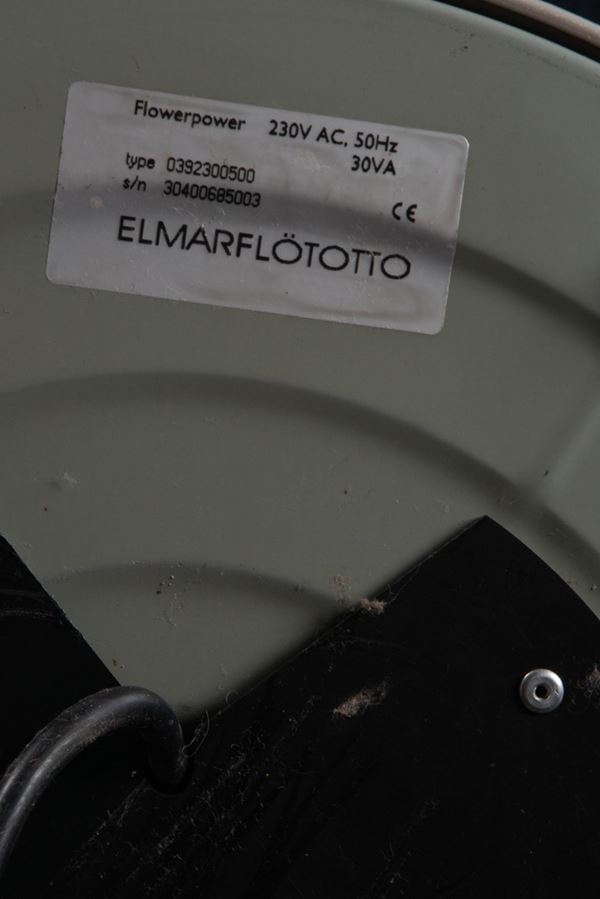 Flowerpower 230V AC, 50Hz
30VA
type 0392300500
s/n 30400685003
CE
ELMARFLÖTOTTO